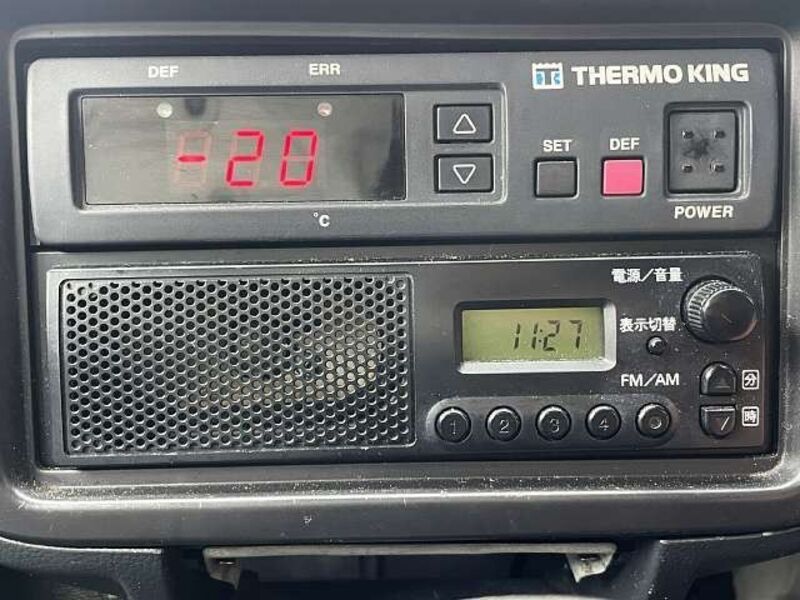 DEF ERR
THERMO KING
-20
°C
SET DEF
POWER
電源／音量
11:27
表示切替
FM／AM
分
1 2 3 4
時